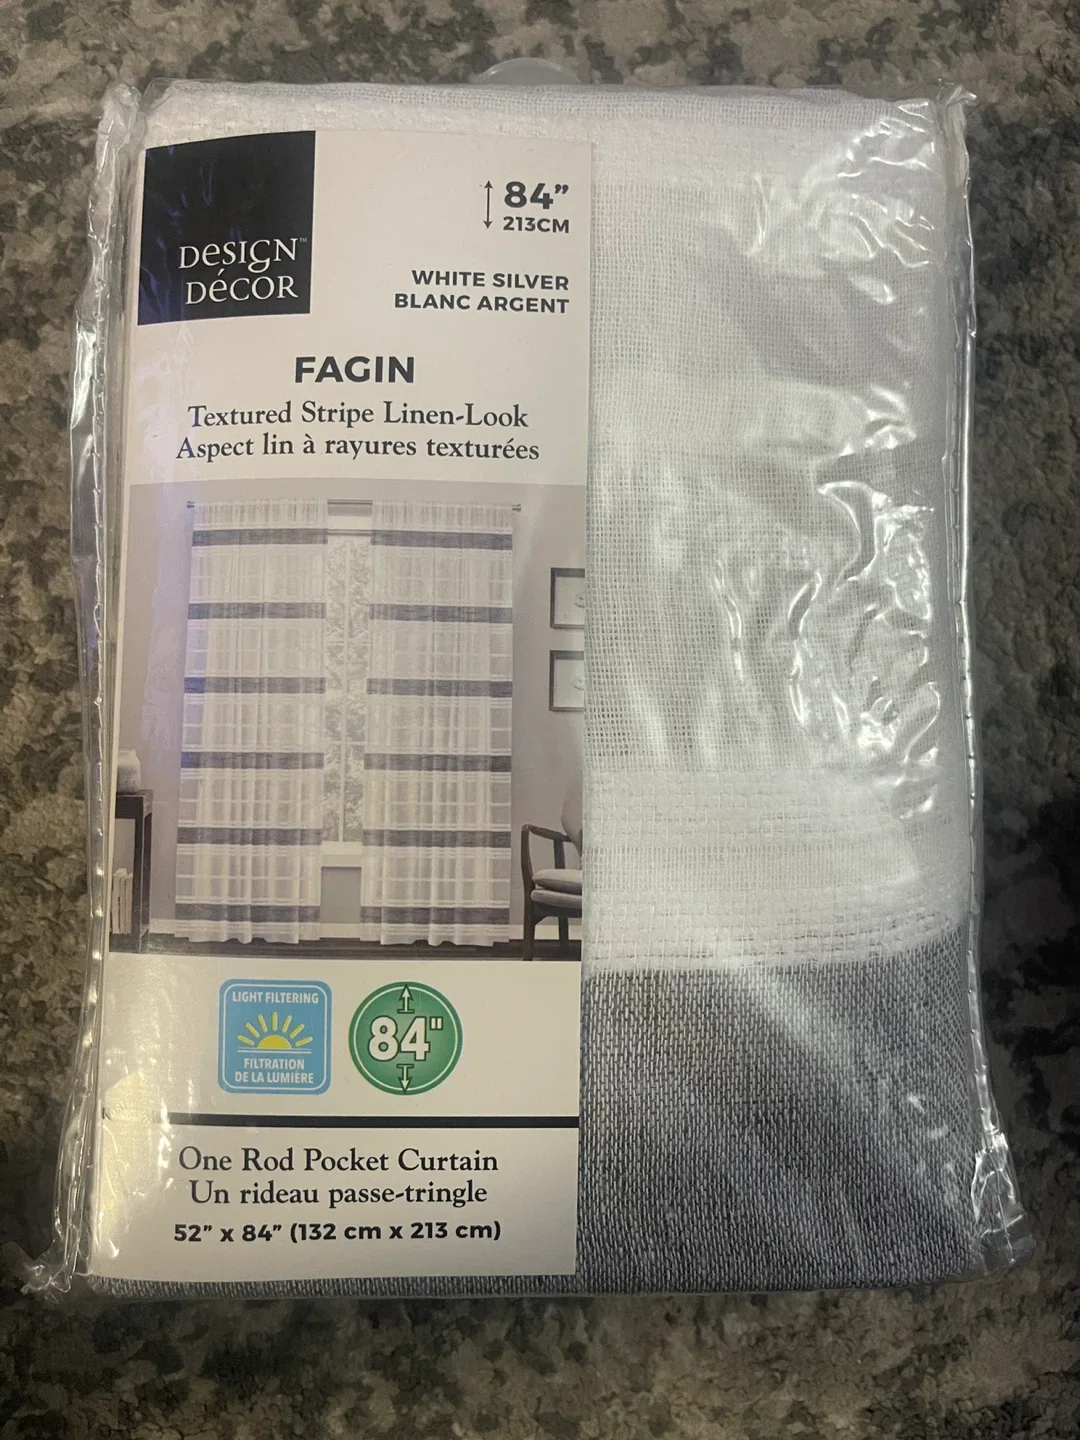 DESIGN™
DÉCOR
84”
213CM
WHITE SILVER
BLANC ARGENT
FAGIN
Textured Stripe Linen-Look
Aspect lin à rayures texturées
LIGHT FILTERING
FILTRATION
DE LA LUMIÈRE
84"
One Rod Pocket Curtain
Un rideau passe-tringle
52” x 84” (132 cm x 213 cm)